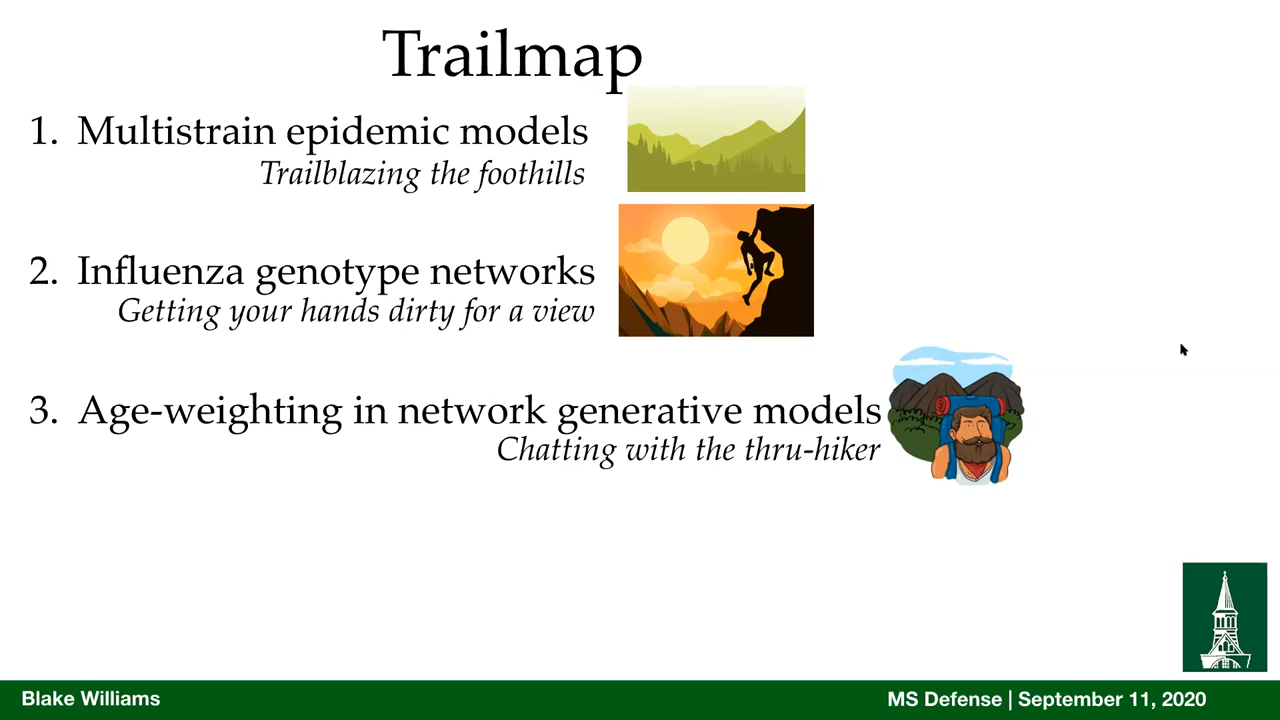 Trailmap
1. Multistrain epidemic models
Trailblazing the foothills
2. Influenza genotype networks
Getting your hands dirty for a view
3. Age-weighting in network generative models
Chatting with the thru-hiker
Blake Williams
MS Defense | September 11, 2020